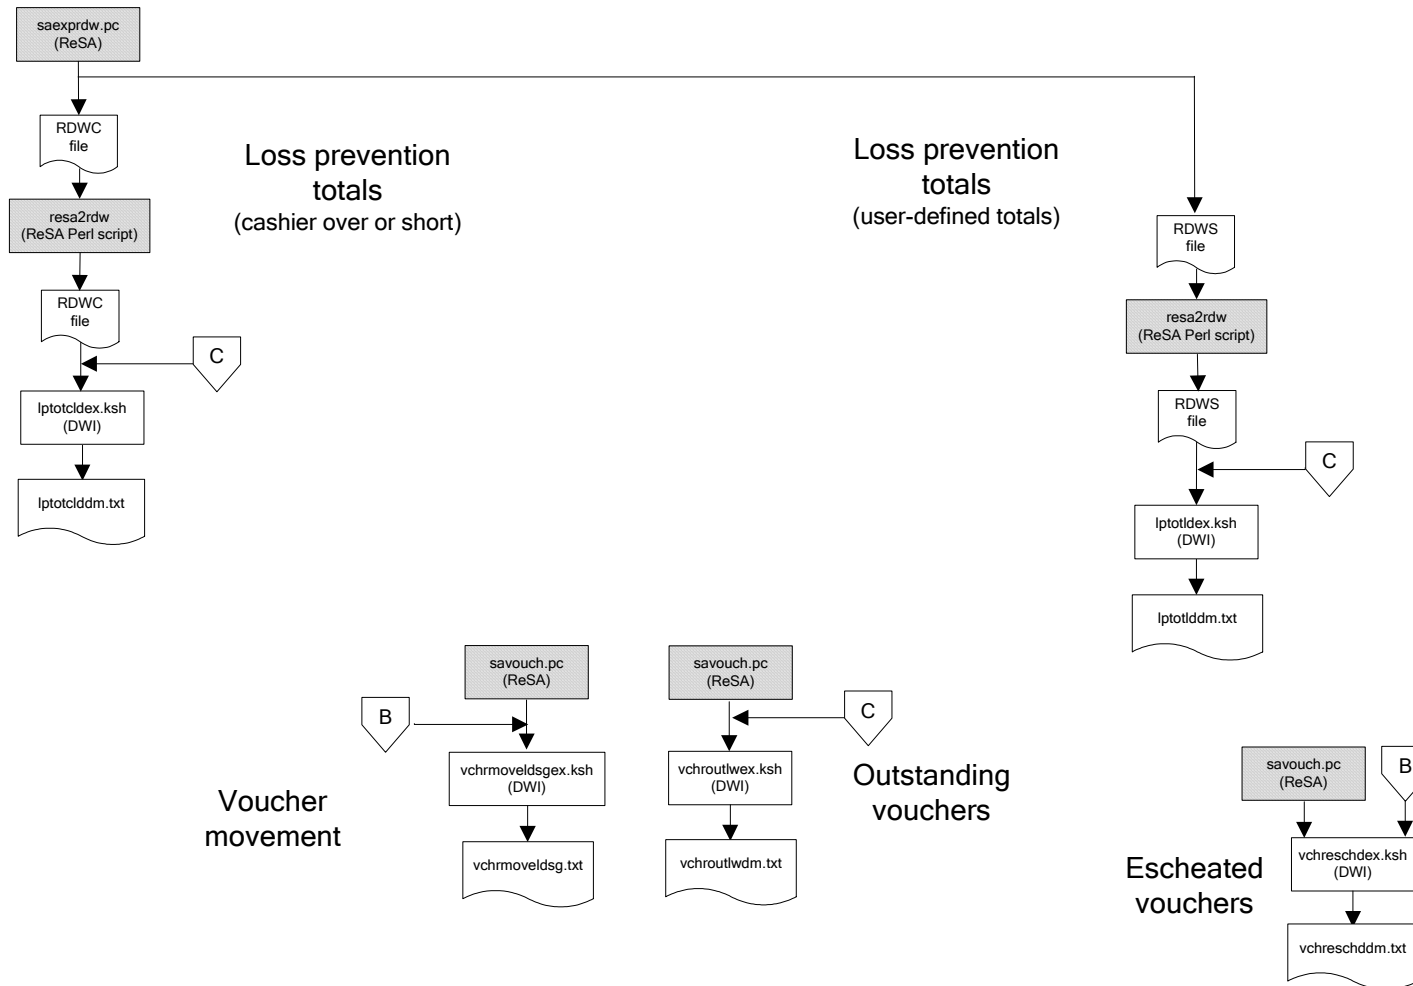 saexprdw.pc
(ReSA)
RDWC
file
Loss prevention
totals
(cashier over or short)
resa2rdw
(ReSA Perl script)
RDWC
file
C
lptotcldex.ksh
(DWI)
lptotclddm.txt
Loss prevention
totals
(user-defined totals)
RDWS
file
resa2rdw
(ReSA Perl script)
RDWS
file
C
lptotldex.ksh
(DWI)
lptotlddm.txt
savouch.pc
(ReSA)
B
vchrmoveldsgex.ksh
(DWI)
Voucher
movement
vchrmoveldsg.txt
savouch.pc
(ReSA)
C
vchroutlwex.ksh
(DWI)
Outstanding
vouchers
vchroutlwdm.txt
savouch.pc
(ReSA)
B
vchreschdex.ksh
(DWI)
Escheated
vouchers
vchreschddm.txt